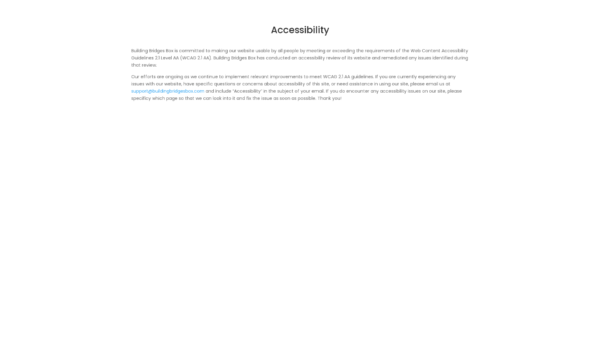 Accessibility
Building Bridges Box is committed to making our website usable by all people by meeting or exceeding the requirements of the Web Content Accessibility
Guidelines 2.1 Level AA (WCAG 2.1 AA). Building Bridges Box has conducted an accessibility review of its website and remediated any issues identified during
that review.
Our efforts are ongoing as we continue to implement relevant improvements to meet WCAG 2.1 AA guidelines. If you are currently experiencing any
issues with our website, have specific questions or concerns about accessibility of this site, or need assistance in using our site, please email us at
support@buildingbridgesbox.com and include "Accessibility" in the subject of your email. If you do encounter any accessibility issues on our site, please
specificy which page so that we can look into it and fix the issue as soon as possible. Thank you!